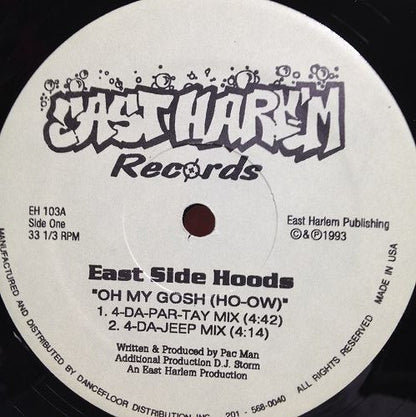 EAST HARLEM
Records
EH 103A
Side One
33 1/3 RPM
East Harlem Publishing
©&℗1993
East Side Hoods
"OH MY GOSH (HO-OW)"
1. 4-DA-PAR-TAY MIX (4:42)
2. 4-DA-JEEP MIX (4:14)
Written & Produced by Pac Man
Additional Production D.J. Storm
An East Harlem Production
MANUFACTURED AND DISTRIBUTED BY DANCEFLOOR DISTRIBUTION INC. 201 - 568-0040 ALL RIGHTS RESERVED MADE IN USA